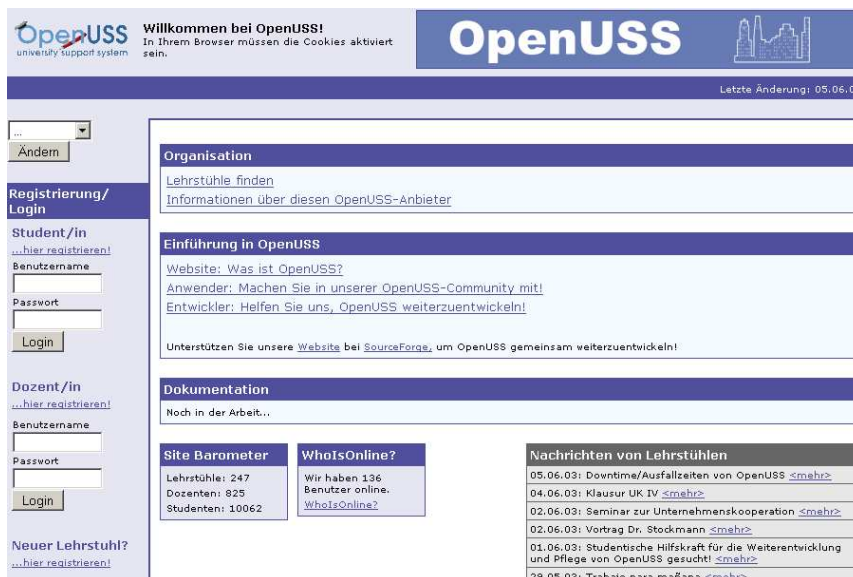 OpenUSS
university support system
Willkommen bei OpenUSS!
In Ihrem Browser müssen die Cookies aktiviert
sein.
OpenUSS
Letzte Änderung: 05.06.0
...
Ändern
Registrierung/
Login
Student/in
...hier registrieren!
Benutzername
Passwort
Login
Dozent/in
...hier registrieren!
Benutzername
Passwort
Login
Neuer Lehrstuhl?
...hier registrieren!
Organisation
Lehrstühle finden
Informationen über diesen OpenUSS-Anbieter
Einführung in OpenUSS
Website: Was ist OpenUSS?
Anwender: Machen Sie in unserer OpenUSS-Community mit!
Entwickler: Helfen Sie uns, OpenUSS weiterzuentwickeln!
Unterstützen Sie unsere Website bei SourceForge, um OpenUSS gemeinsam weiterzuentwickeln!
Dokumentation
Noch in der Arbeit...
Site Barometer
Lehrstühle: 247
Dozenten: 825
Studenten: 10062
WhoIsOnline?
Wir haben 136
Benutzer online.
WhoIsOnline?
Nachrichten von Lehrstühlen
05.06.03: Downtime/Ausfallzeiten von OpenUSS <mehr>
04.06.03: Klausur UK IV <mehr>
02.06.03: Seminar zur Unternehmenskooperation <mehr>
02.06.03: Vortrag Dr. Stockmann <mehr>
01.06.03: Studentische Hilfskraft für die Weiterentwicklung
und Pflege von OpenUSS gesucht! <mehr>
29.05.03: Trabajo para mañana <mehr>